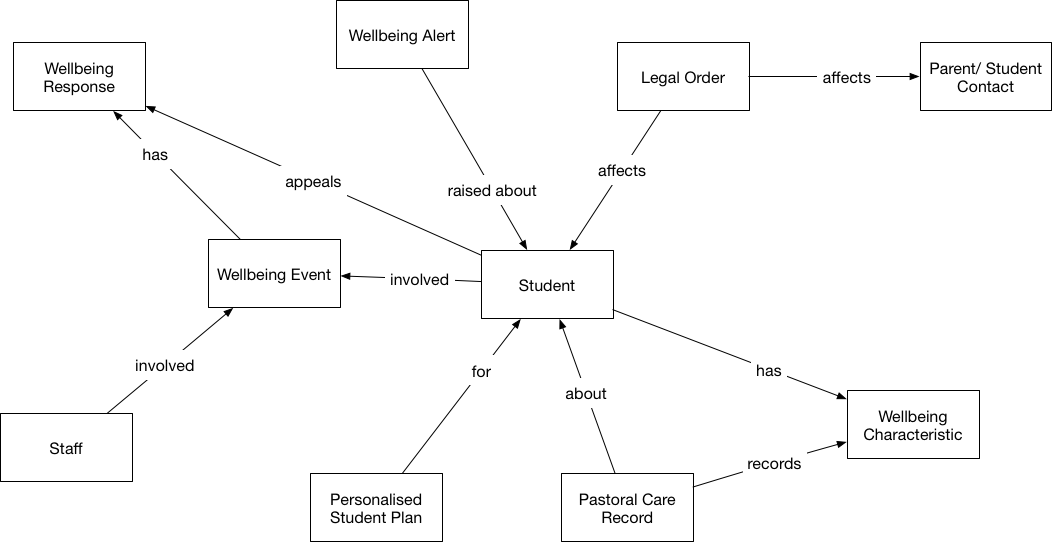 Wellbeing Alert
Wellbeing
Response
Legal Order
affects
Parent/ Student
Contact
has
appeals
raised about
affects
Wellbeing Event
involved
Student
involved
for
about
has
Wellbeing
Characteristic
Staff
records
Personalised
Student Plan
Pastoral Care
Record